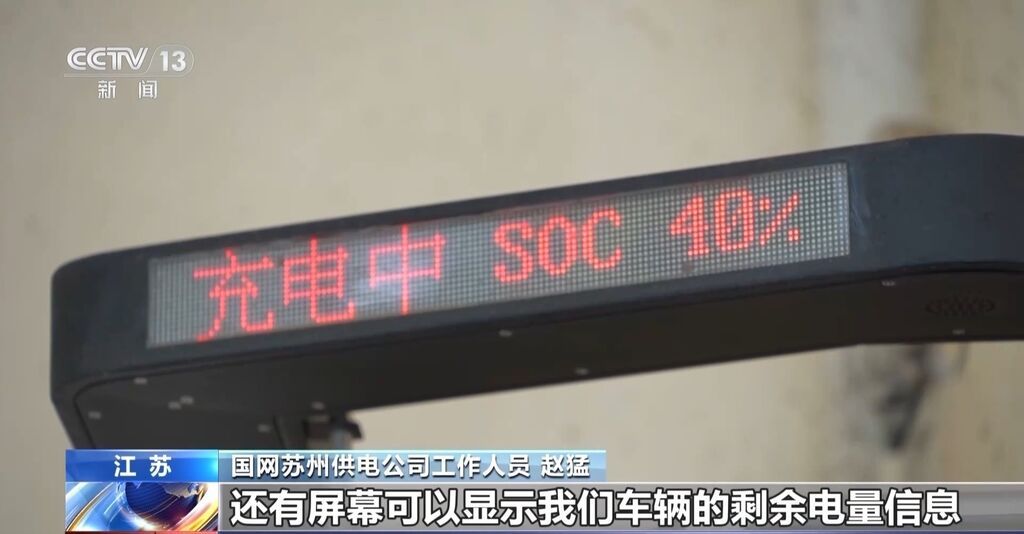 CCTV 13
新闻
充电中 SOC 40%
江苏
国网苏州供电公司工作人员 赵猛
还有屏幕可以显示我们车辆的剩余电量信息